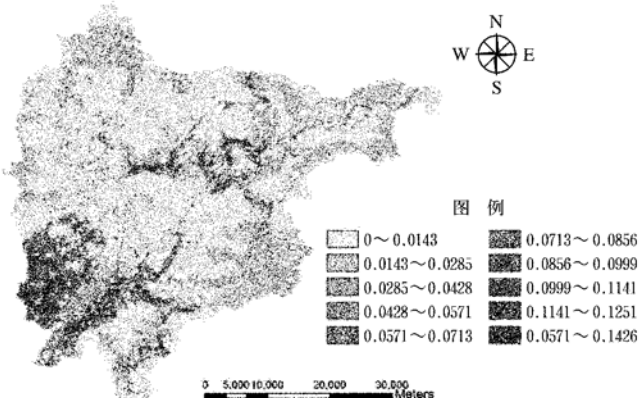 N
W E
S
图 例
0～0.0143 0.0713～0.0856
0.0143～0.0285 0.0856～0.0999
0.0285～0.0428 0.0999～0.1141
0.0428～0.0571 0.1141～0.1251
0.0571～0.0713 0.0571～0.1426
0 5,000 10,000 20,000 30,000
Meters